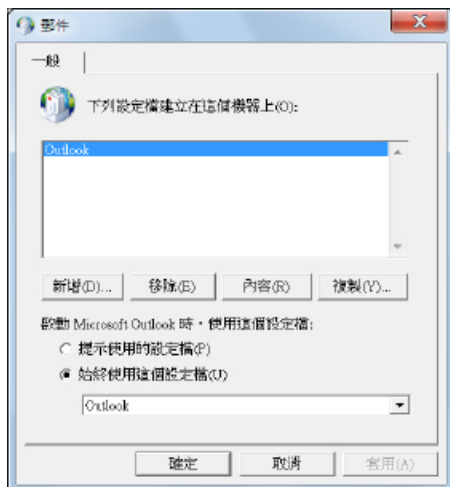 郵件
一般
下列設定檔建立在這個機器上(O):
Outlook
新增(D)... 移除(E) 內容(R) 複製(Y)...
啟動 Microsoft Outlook 時，使用這個設定檔:
提示使用的設定檔(P)
始終使用這個設定檔(U)
Outlook
確定 取消 套用(A)